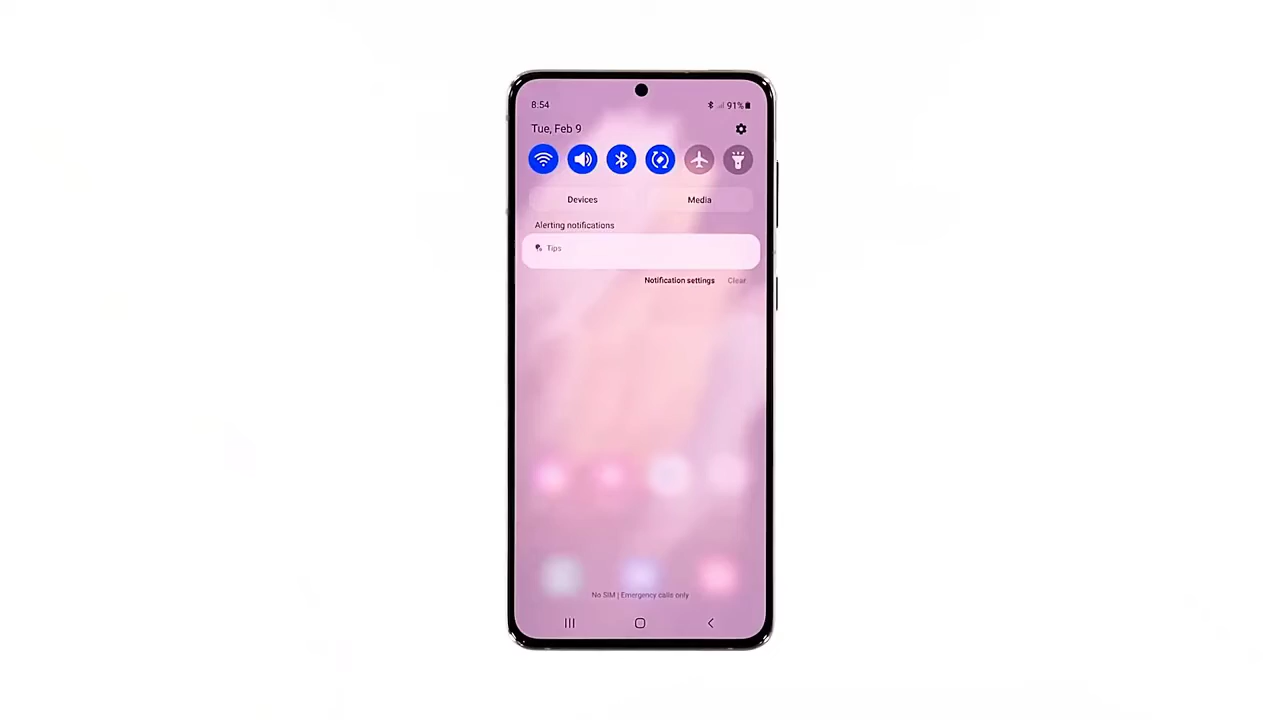 8:54
91%
Tue, Feb 9
Devices Media
Alerting notifications
Tips
Notification settings Clear
No SIM | Emergency calls only